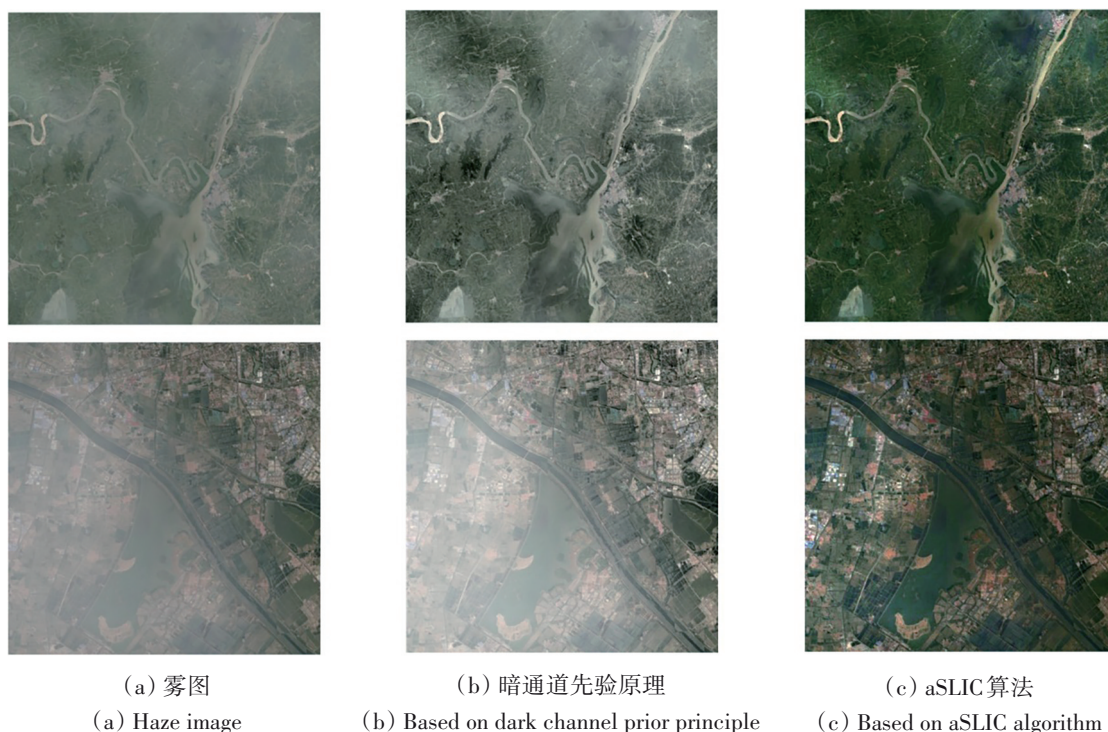 (a) 雾图
(b) 暗通道先验原理
(c) aSLIC算法
(a) Haze image
(b) Based on dark channel prior principle
(c) Based on aSLIC algorithm